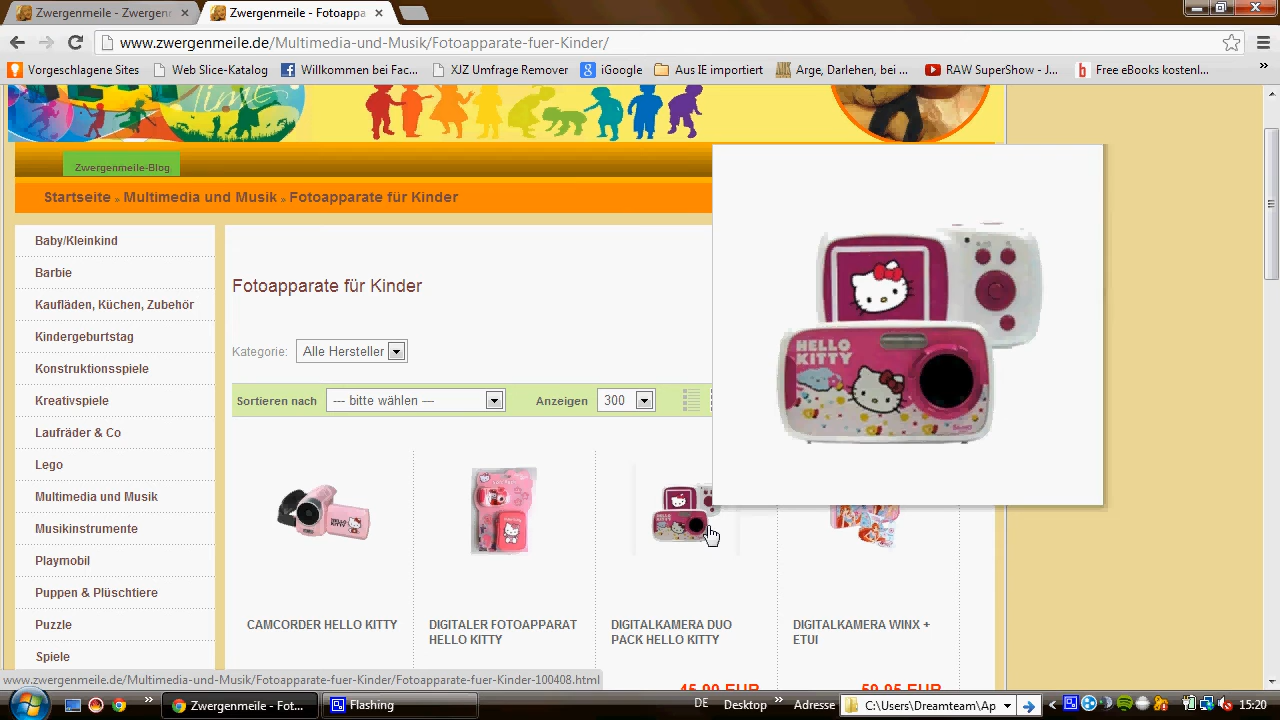 Zwergenmeile - Zwergen
Zwergenmeile - Fotoappa
www.zwergenmeile.de/Multimedia-und-Musik/Fotoapparate-fuer-Kinder/
Vorgeschlagene Sites
Web Slice-Katalog
Willkommen bei Fac...
XJZ Umfrage Remover
iGoogle
Aus IE importiert
Arge, Darlehen, bei ...
RAW SuperShow - J...
Free eBooks kostenl...
Time
Zwergenmeile-Blog
Startseite » Multimedia und Musik » Fotoapparate für Kinder
Baby/Kleinkind
Barbie
Kaufläden, Küchen, Zubehör
Kindergeburtstag
Konstruktionsspiele
Kreativspiele
Laufräder & Co
Lego
Multimedia und Musik
Musikinstrumente
Playmobil
Puppen & Plüschtiere
Puzzle
Spiele
Fotoapparate für Kinder
Kategorie:
Alle Hersteller
Sortieren nach
--- bitte wählen ---
Anzeigen
300
HELLO
KITTY
CAMCORDER HELLO KITTY
DIGITALER FOTOAPPARAT
HELLO KITTY
DIGITALKAMERA DUO
PACK HELLO KITTY
DIGITALKAMERA WINX +
ETUI
59,95 EUR
www.zwergenmeile.de/Multimedia-und-Musik/Fotoapparate-fuer-Kinder/Fotoapparate-fuer-Kinder-100408.html
Zwergenmeile - Fot...
Flashing
DE
Desktop
Adresse
C:\Users\Dreamteam\Ap
15:20